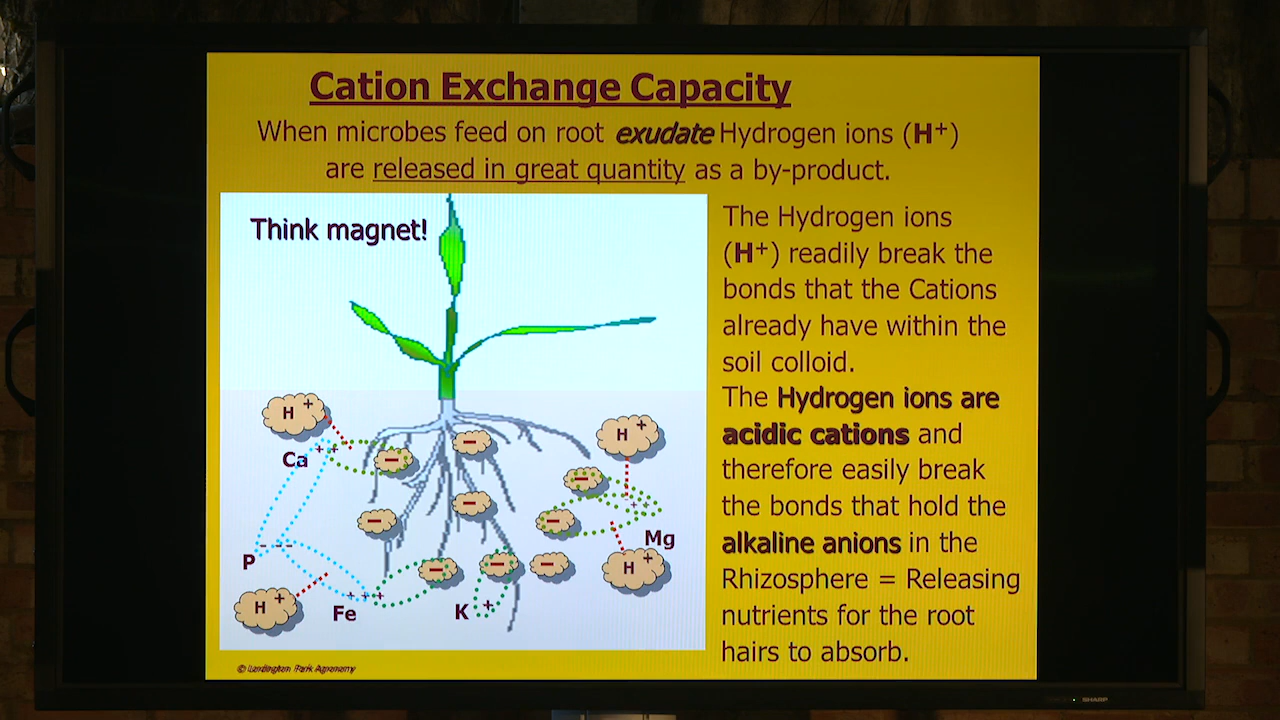 Cation Exchange Capacity
When microbes feed on root exudate Hydrogen ions (H+)
are released in great quantity as a by-product.
Think magnet!
The Hydrogen ions
(H+) readily break the
bonds that the Cations
already have within the
soil colloid.
The Hydrogen ions are
acidic cations and
therefore easily break
the bonds that hold the
alkaline anions in the
Rhizosphere = Releasing
nutrients for the root
hairs to absorb.
H +
Ca ++
−
−
H +
−
−
−
−
++
Mg
P ---
−
−
−
H +
H +
Fe +++
K +
© Lordington Park Agronomy
SHARP